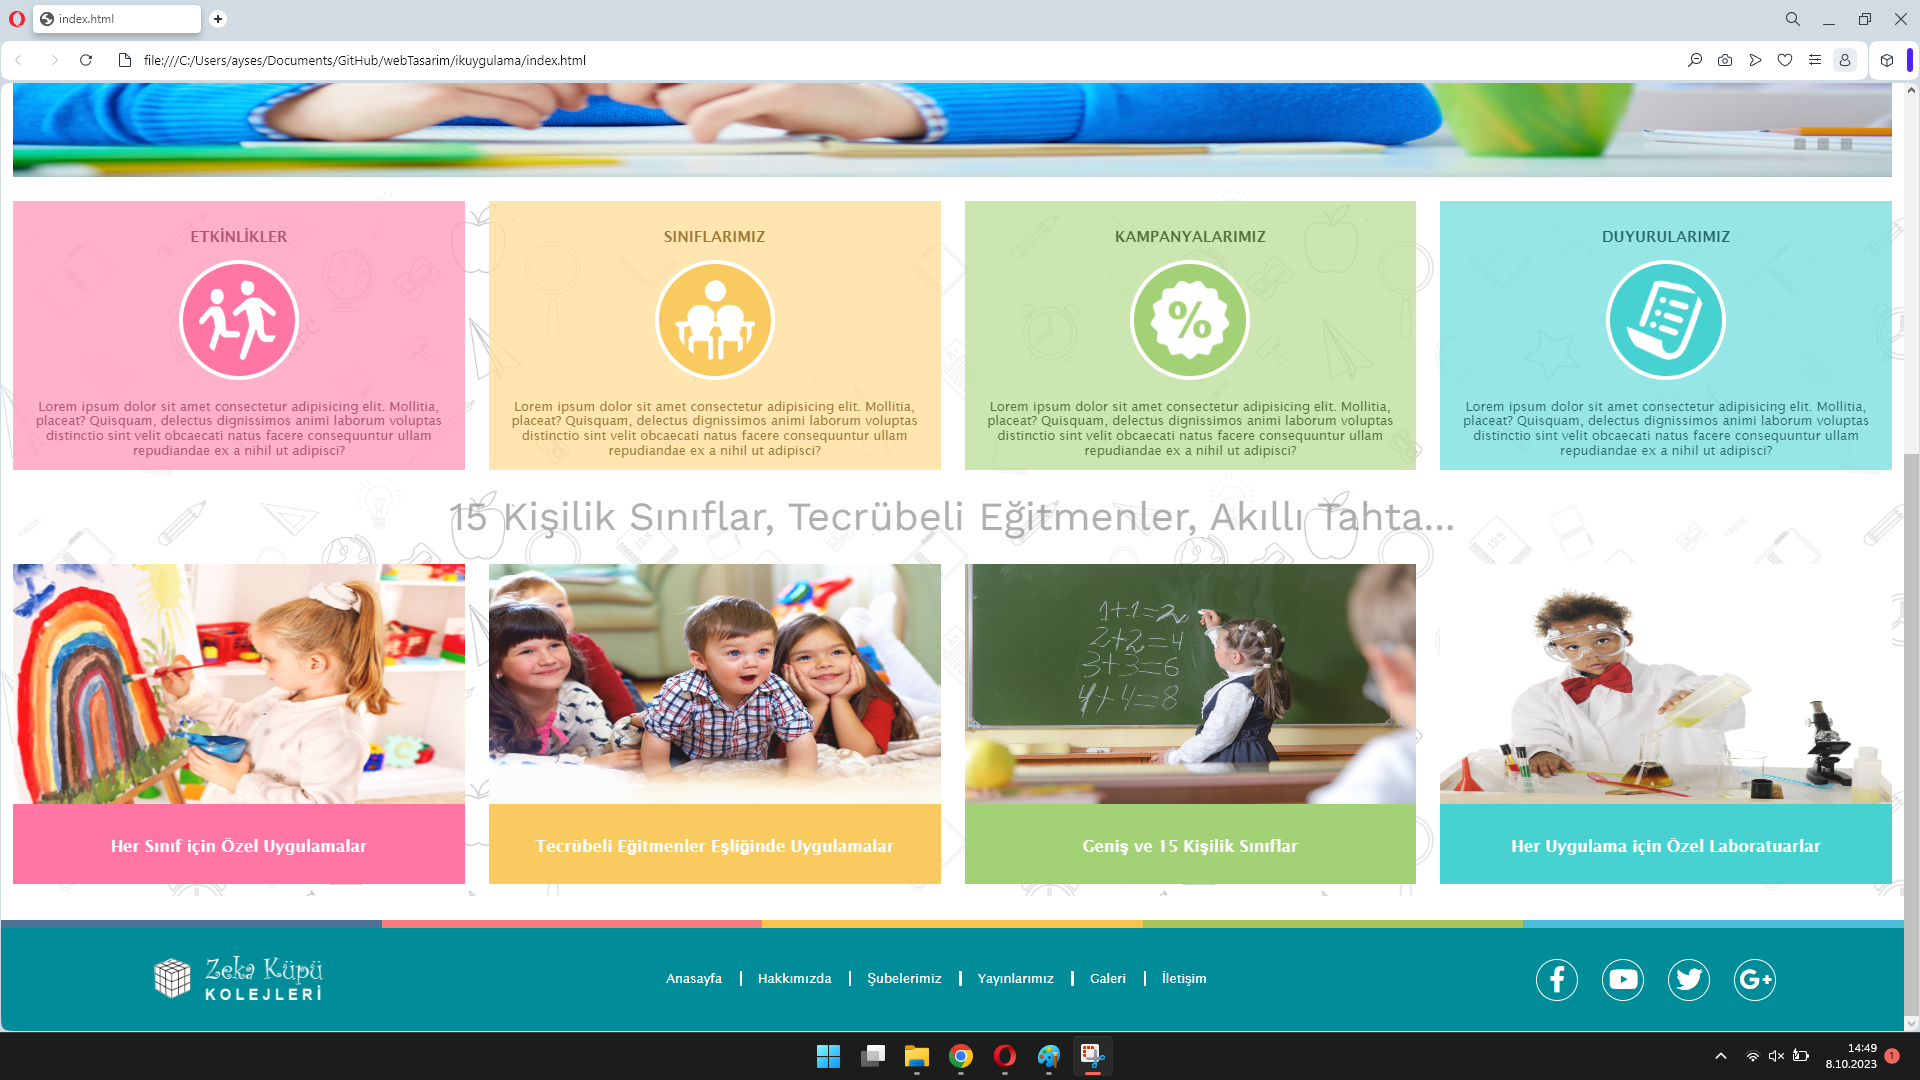 index.html
file:///C:/Users/ayses/Documents/GitHub/webTasarim/ikuygulama/index.html
ETKİNLİKLER
Lorem ipsum dolor sit amet consectetur adipisicing elit. Mollitia,
placeat? Quisquam, delectus dignissimos animi laborum voluptas
distinctio sint velit obcaecati natus facere consequuntur ullam
repudiandae ex a nihil ut adipisci?
SINIFLARIMIZ
Lorem ipsum dolor sit amet consectetur adipisicing elit. Mollitia,
placeat? Quisquam, delectus dignissimos animi laborum voluptas
distinctio sint velit obcaecati natus facere consequuntur ullam
repudiandae ex a nihil ut adipisci?
KAMPANYALARIMIZ
%
Lorem ipsum dolor sit amet consectetur adipisicing elit. Mollitia,
placeat? Quisquam, delectus dignissimos animi laborum voluptas
distinctio sint velit obcaecati natus facere consequuntur ullam
repudiandae ex a nihil ut adipisci?
DUYURULARIMIZ
Lorem ipsum dolor sit amet consectetur adipisicing elit. Mollitia,
placeat? Quisquam, delectus dignissimos animi laborum voluptas
distinctio sint velit obcaecati natus facere consequuntur ullam
repudiandae ex a nihil ut adipisci?
15 Kişilik Sınıflar, Tecrübeli Eğitmenler, Akıllı Tahta...
1+1=2
2+2=4
3+3=6
4+4=8
Her Sınıf için Özel Uygulamalar
Tecrübeli Eğitmenler Eşliğinde Uygulamalar
Geniş ve 15 Kişilik Sınıflar
Her Uygulama için Özel Laboratuarlar
Zeka Küpü
KOLEJLERİ
Anasayfa
Hakkımızda
Şubelerimiz
Yayınlarımız
Galeri
İletişim
14:49
8.10.2023
1